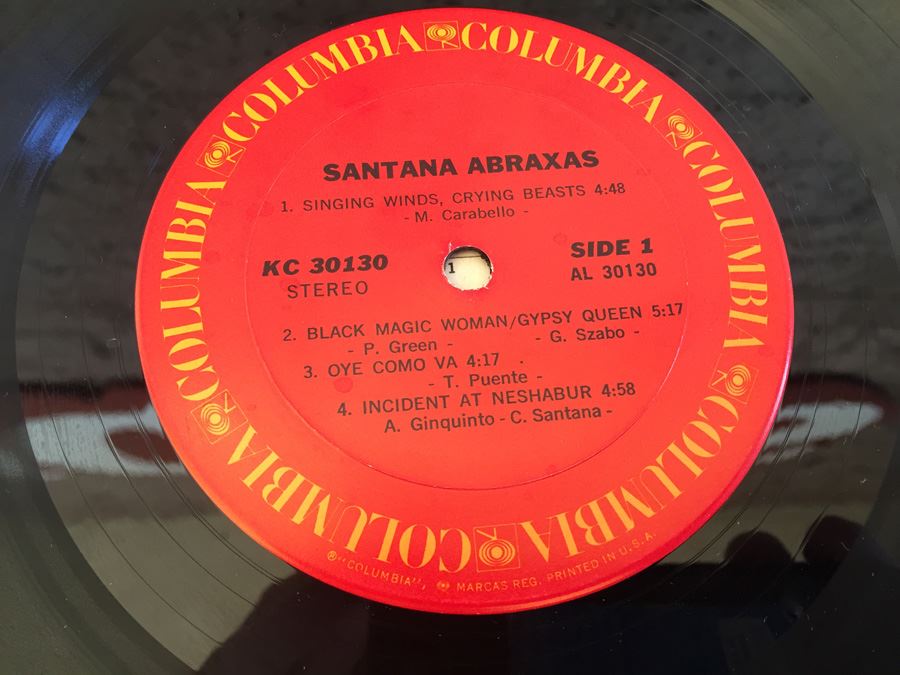 COLUMBIA COLUMBIA COLUMBIA COLUMBIA COLUMBIA COLUMBIA COLUMBIA
SANTANA ABRAXAS
1. SINGING WINDS, CRYING BEASTS 4:48
- M. Carabello -
KC 30130
STEREO
1
SIDE 1
AL 30130
2. BLACK MAGIC WOMAN/GYPSY QUEEN 5:17
- P. Green - - G. Szabo -
3. OYE COMO VA 4:17
- T. Puente -
4. INCIDENT AT NESHABUR 4:58
A. Ginquinto - C. Santana -
®"COLUMBIA", MARCAS REG. PRINTED IN U.S.A.